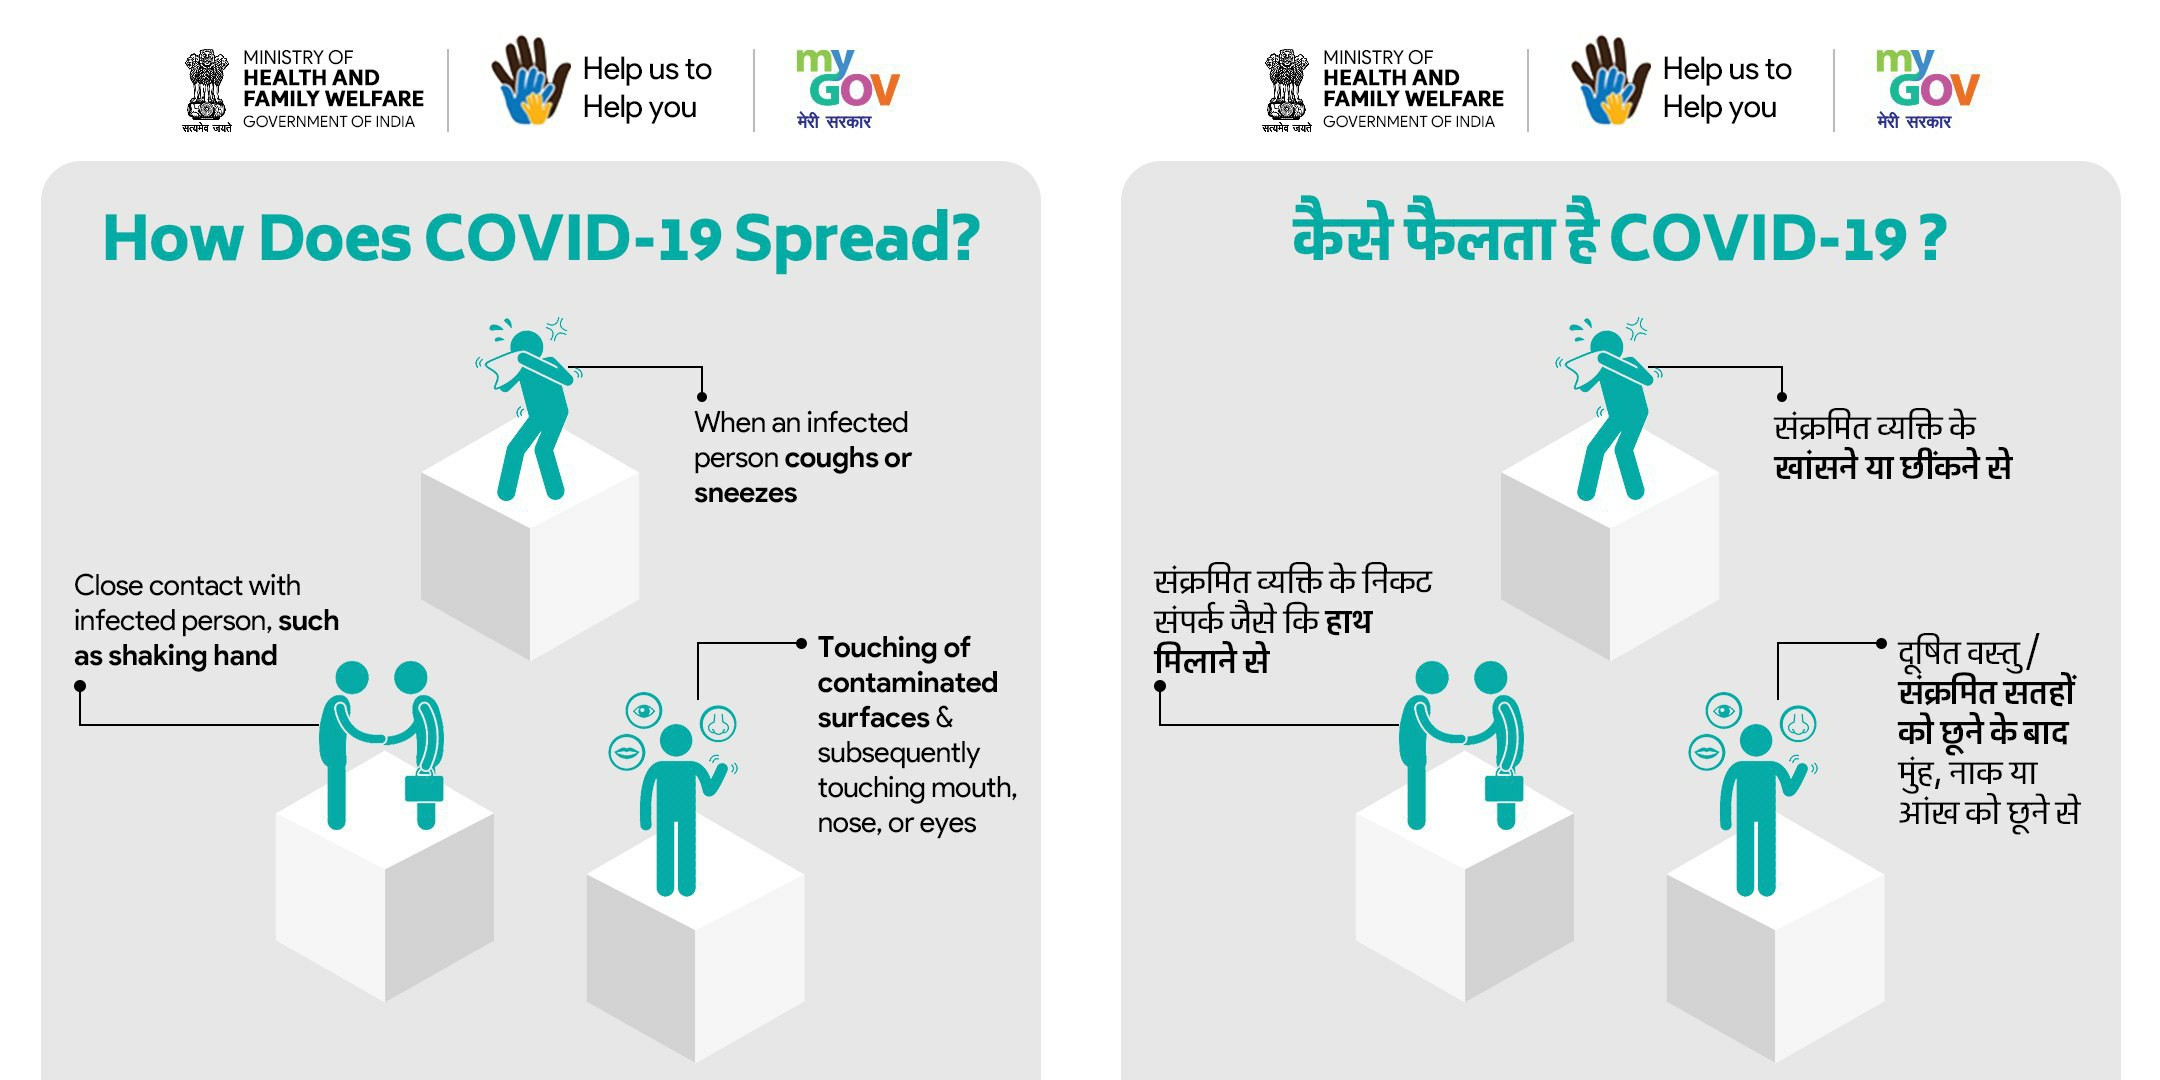 MINISTRY OF
HEALTH AND
FAMILY WELFARE
GOVERNMENT OF INDIA
सत्यमेव जयते
Help us to
Help you
my
GOV
मेरी सरकार
How Does COVID-19 Spread?
When an infected
person coughs or
sneezes
Close contact with
infected person, such
as shaking hand
Touching of
contaminated
surfaces &
subsequently
touching mouth,
nose, or eyes
MINISTRY OF
HEALTH AND
FAMILY WELFARE
GOVERNMENT OF INDIA
सत्यमेव जयते
Help us to
Help you
my
GOV
मेरी सरकार
कैसे फैलता है COVID-19 ?
संक्रमित व्यक्ति के
खांसने या छींकने से
संक्रमित व्यक्ति के निकट
संपर्क जैसे कि हाथ
मिलाने से
दूषित वस्तु /
संक्रमित सतहों
को छूने के बाद
मुंह, नाक या
आंख को छूने से